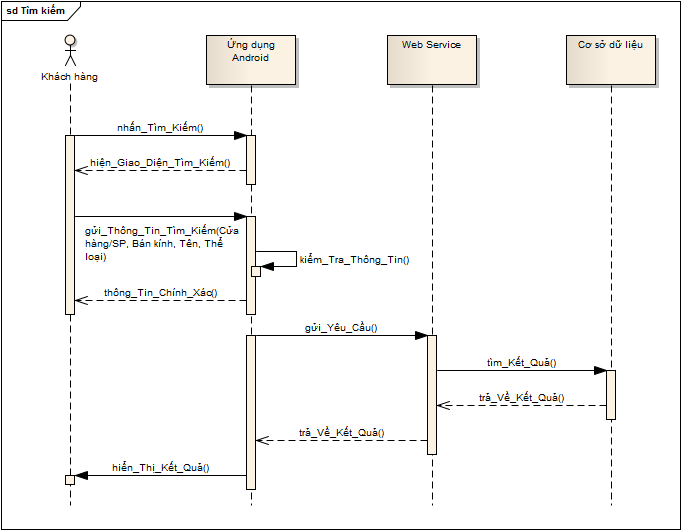 sd Tìm kiếm
Khách hàng
Ứng dụng
Android
Web Service
Cơ sở dữ liệu
nhấn_Tìm_Kiếm()
hiện_Giao_Diện_Tìm_Kiếm()
gửi_Thông_Tin_Tìm_Kiếm(Cửa
hàng/SP, Bán kính, Tên, Thể
loại)
kiểm_Tra_Thông_Tin()
thông_Tin_Chính_Xác()
gửi_Yêu_Cầu()
tìm_Kết_Quả()
trả_Về_Kết_Quả()
trả_Về_Kết_Quả()
hiển_Thị_Kết_Quả()